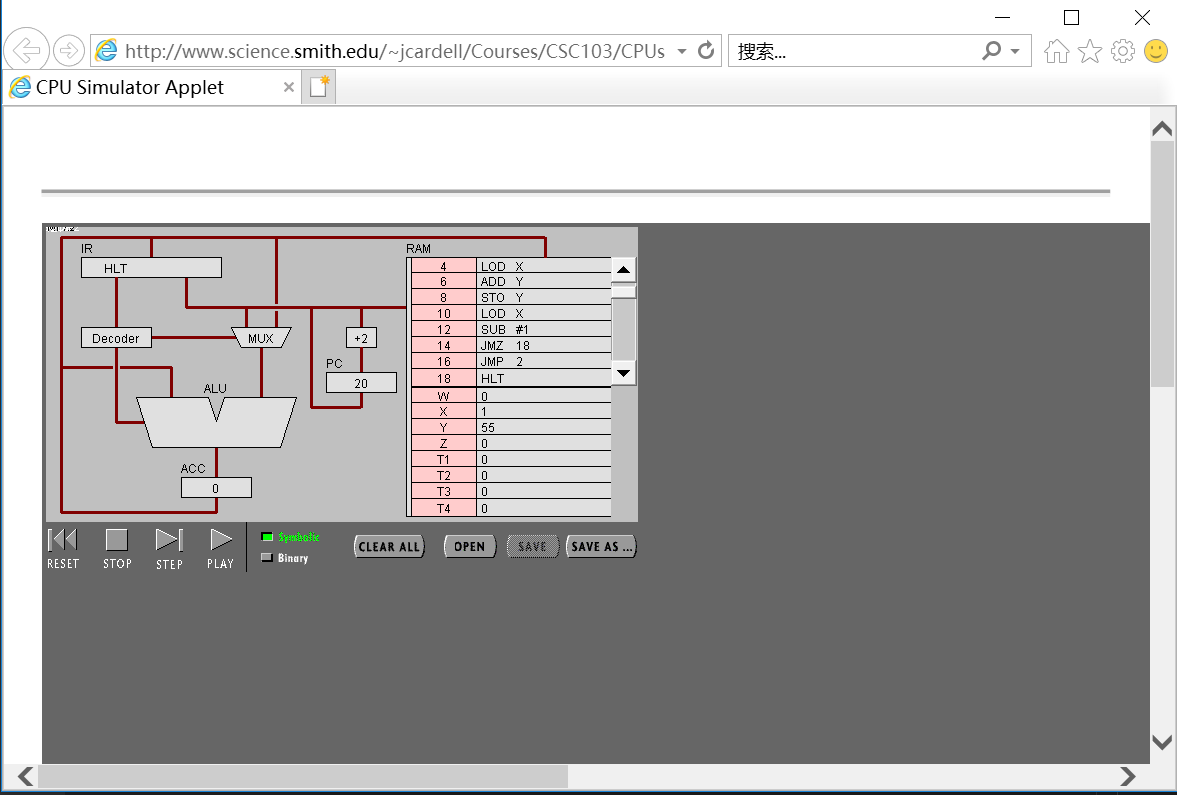 http://www.science.smith.edu/~jcardell/Courses/CSC103/CPUs
搜索...
CPU Simulator Applet
IR
HLT
Decoder
MUX
+2
PC
20
ALU
ACC
0
RAM
4 LOD X
6 ADD Y
8 STO Y
10 LOD X
12 SUB #1
14 JMZ 18
16 JMP 2
18 HLT
W 0
X 1
Y 55
Z 0
T1 0
T2 0
T3 0
T4 0
RESET
STOP
STEP
PLAY
Symbolic
Binary
CLEAR ALL
OPEN
SAVE
SAVE AS ...